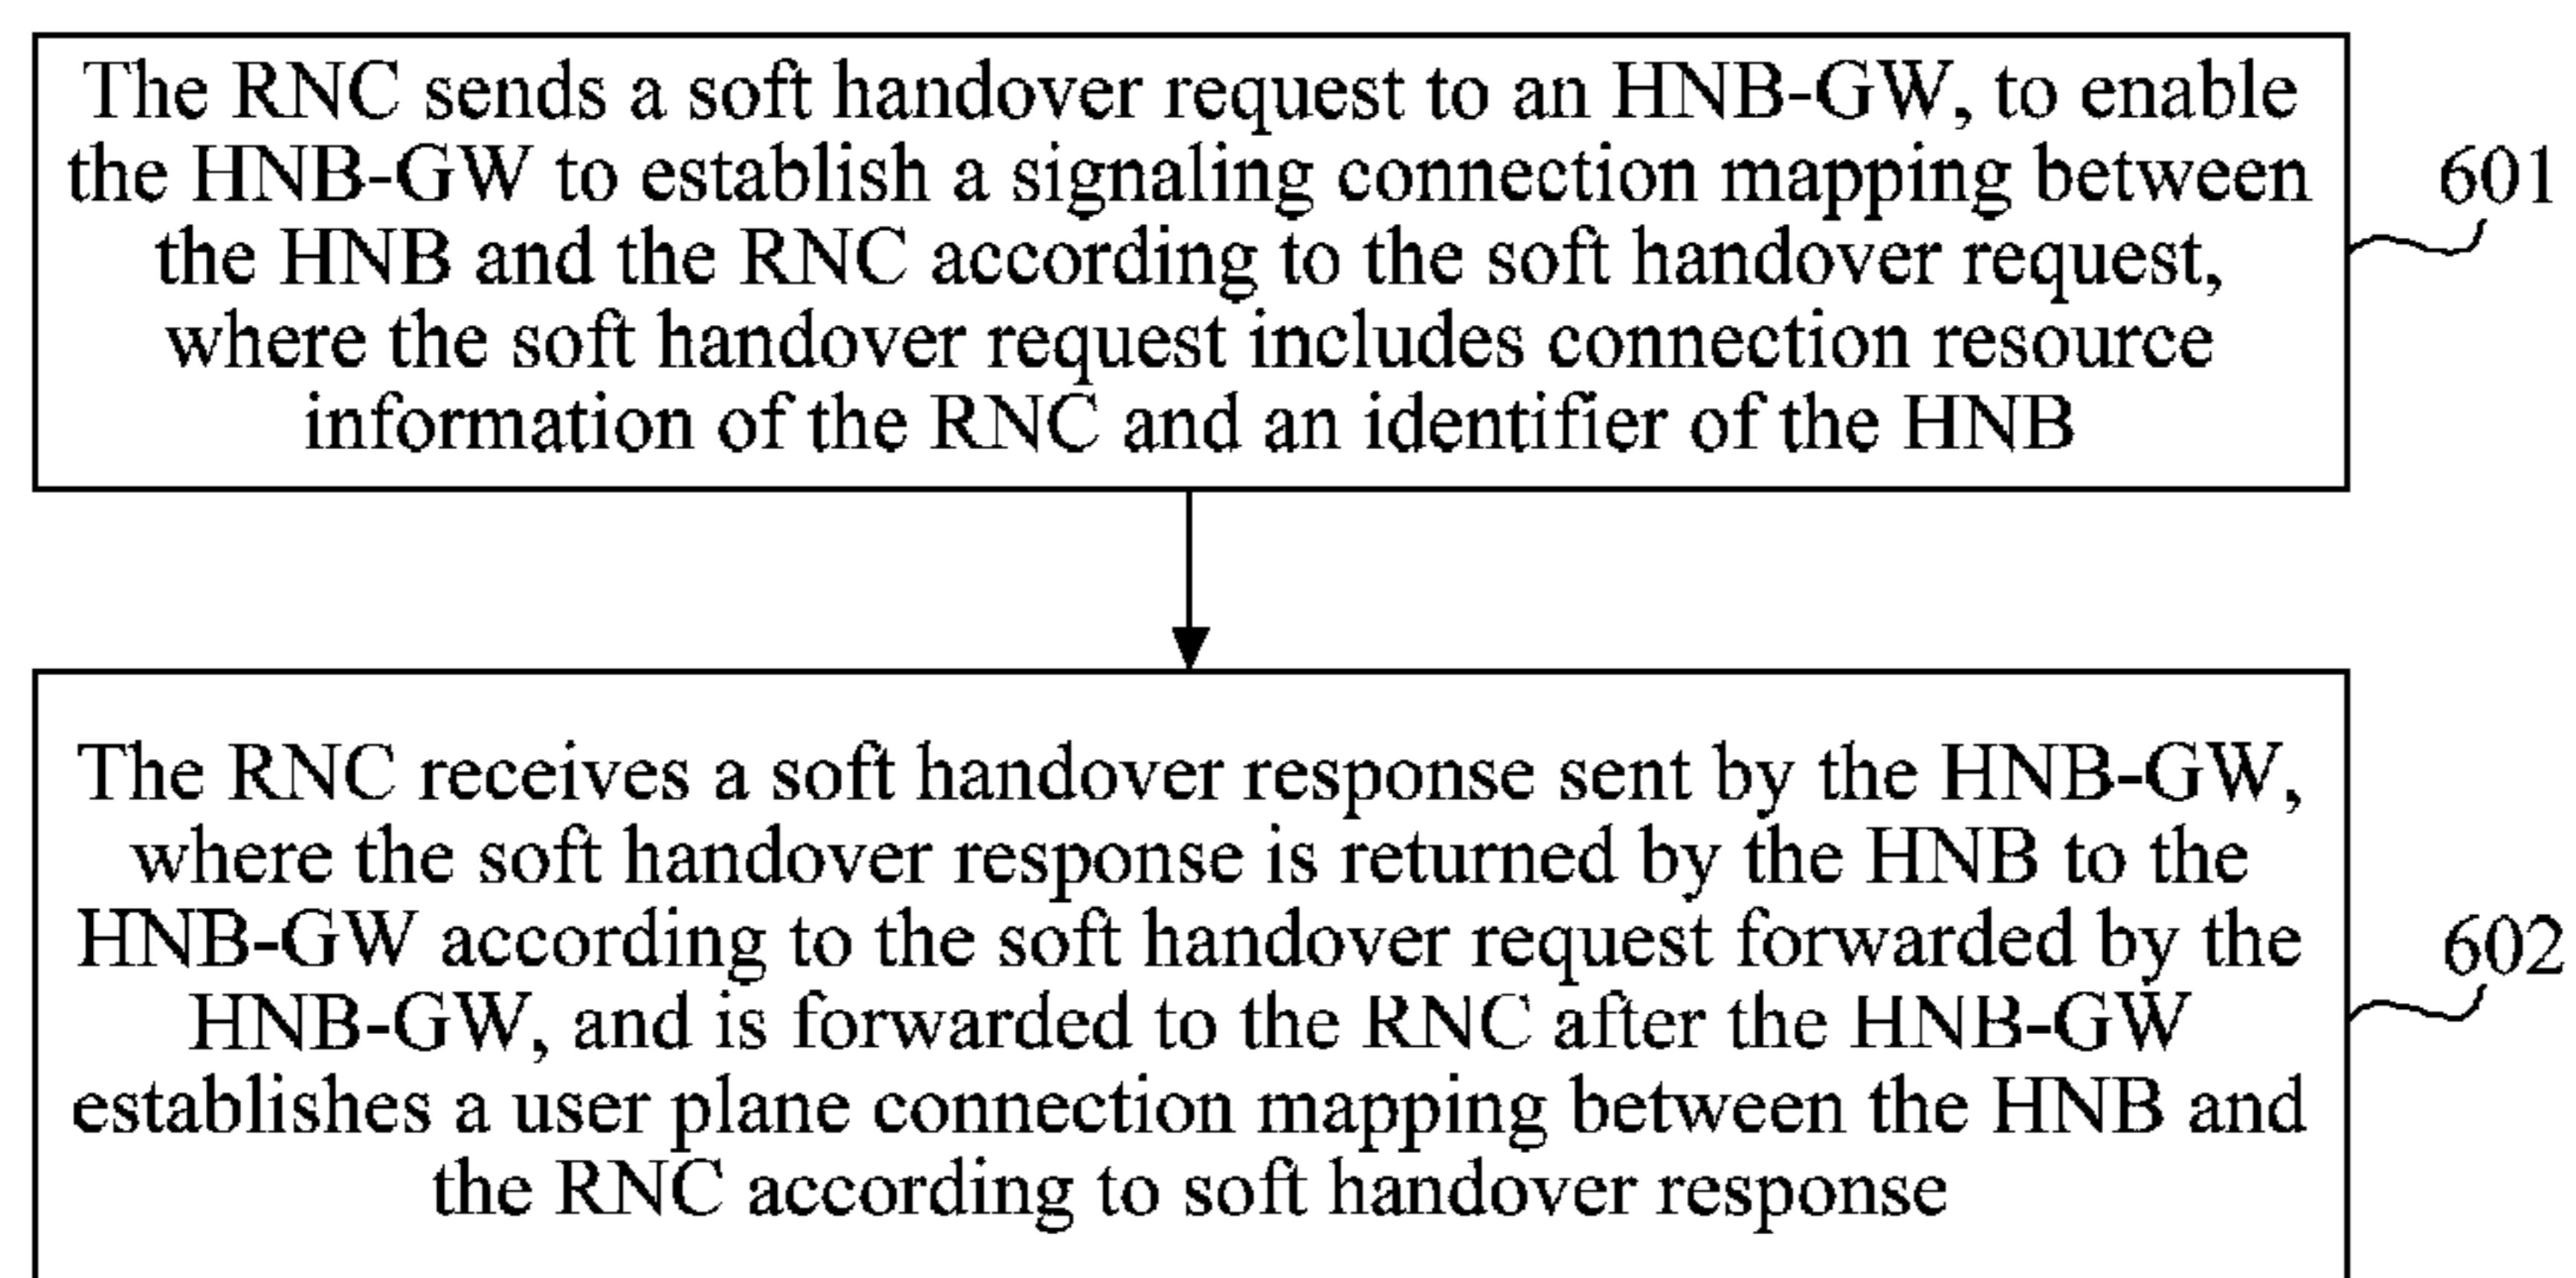 The RNC sends a soft handover request to an HNB-GW, to enable
the HNB-GW to establish a signaling connection mapping between
the HNB and the RNC according to the soft handover request,
where the soft handover request includes connection resource
information of the RNC and an identifier of the HNB
601
The RNC receives a soft handover response sent by the HNB-GW,
where the soft handover response is returned by the HNB to the
HNB-GW according to the soft handover request forwarded by the
HNB-GW, and is forwarded to the RNC after the HNB-GW
establishes a user plane connection mapping between the HNB and
the RNC according to soft handover response
602